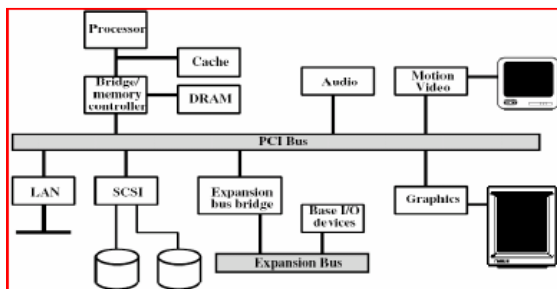 Processor
Cache
Bridge/
memory
controller
DRAM
Audio
Motion
Video
PCI Bus
LAN
SCSI
Expansion
bus bridge
Base I/O
devices
Graphics
Expansion Bus